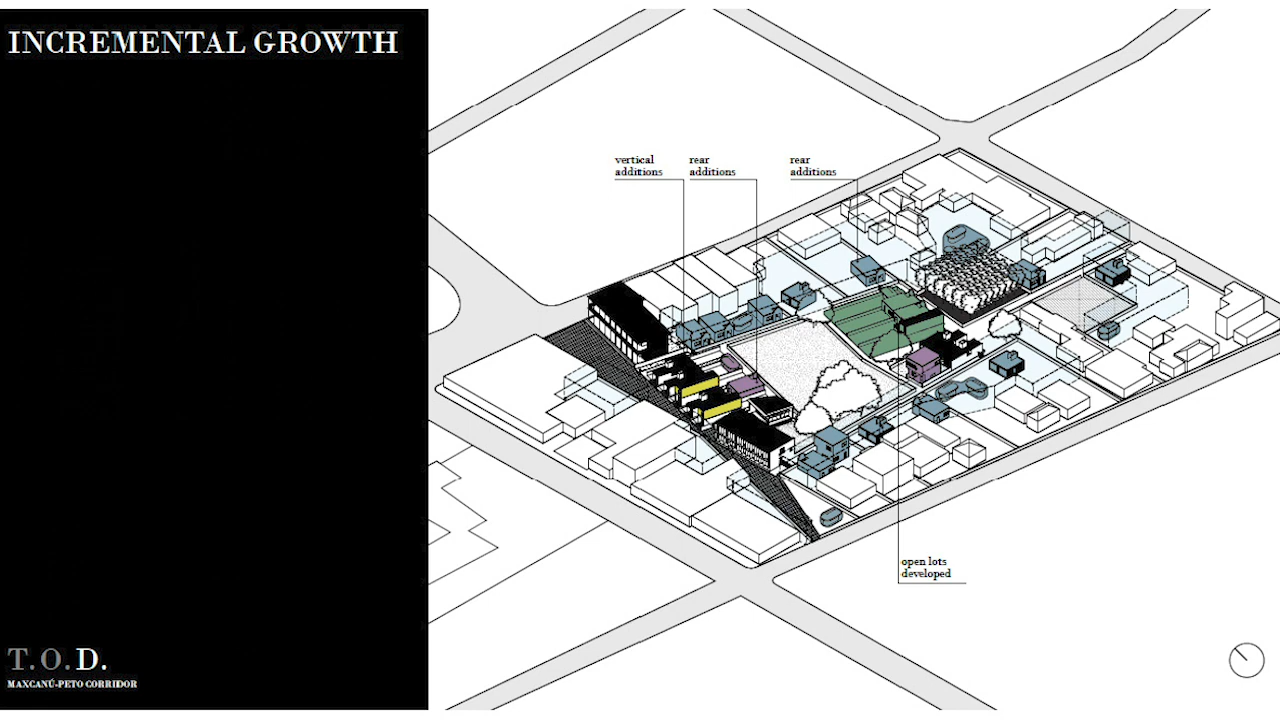 INCREMENTAL GROWTH
vertical
additions
rear
additions
rear
additions
open lots
developed
T.O.D.
MAXCANÚ-PETO CORRIDOR